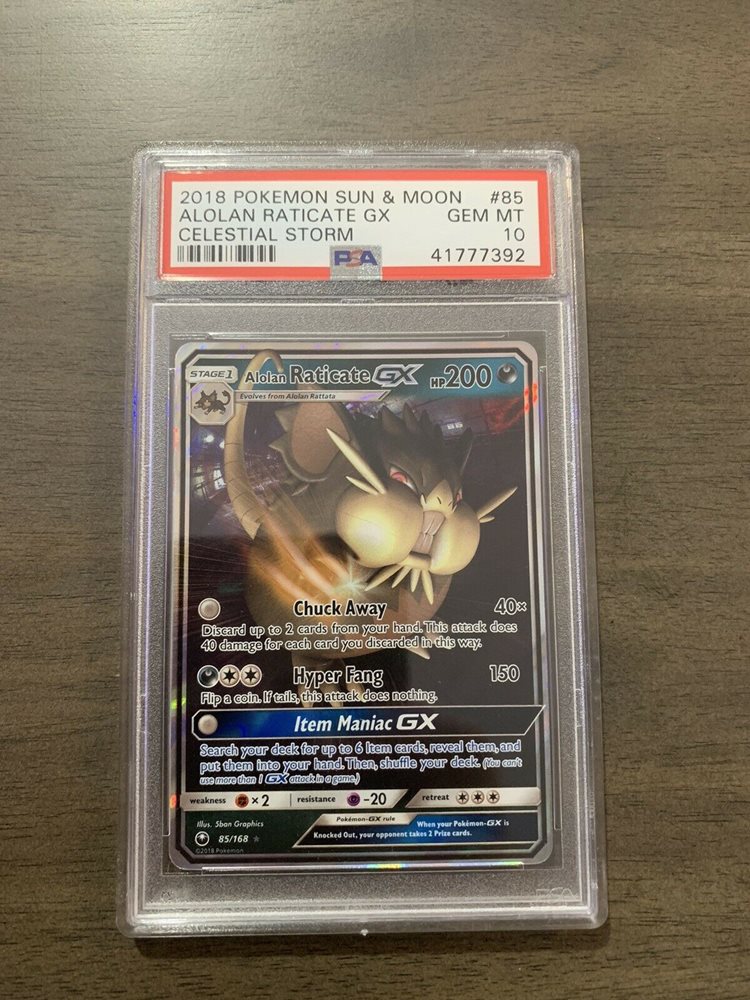 2018 POKEMON SUN & MOON #85
ALOLAN RATICATE GX GEM MT
CELESTIAL STORM 10
PSA 41777392
STAGE 1 Alolan Raticate GX HP 200
Evolves from Alolan Rattata
Chuck Away 40×
Discard up to 2 cards from your hand. This attack does
40 damage for each card you discarded in this way.
Hyper Fang 150
Flip a coin. If tails, this attack does nothing.
Item Maniac GX
Search your deck for up to 6 Item cards, reveal them, and
put them into your hand. Then, shuffle your deck. (You can't
use more than 1 GX attack in a game.)
weakness × 2 resistance -20 retreat
Illus. 5ban Graphics
Pokémon-GX rule
When your Pokémon-GX is
Knocked Out, your opponent takes 2 Prize cards.
85/168
©2018 Pokémon
PSA